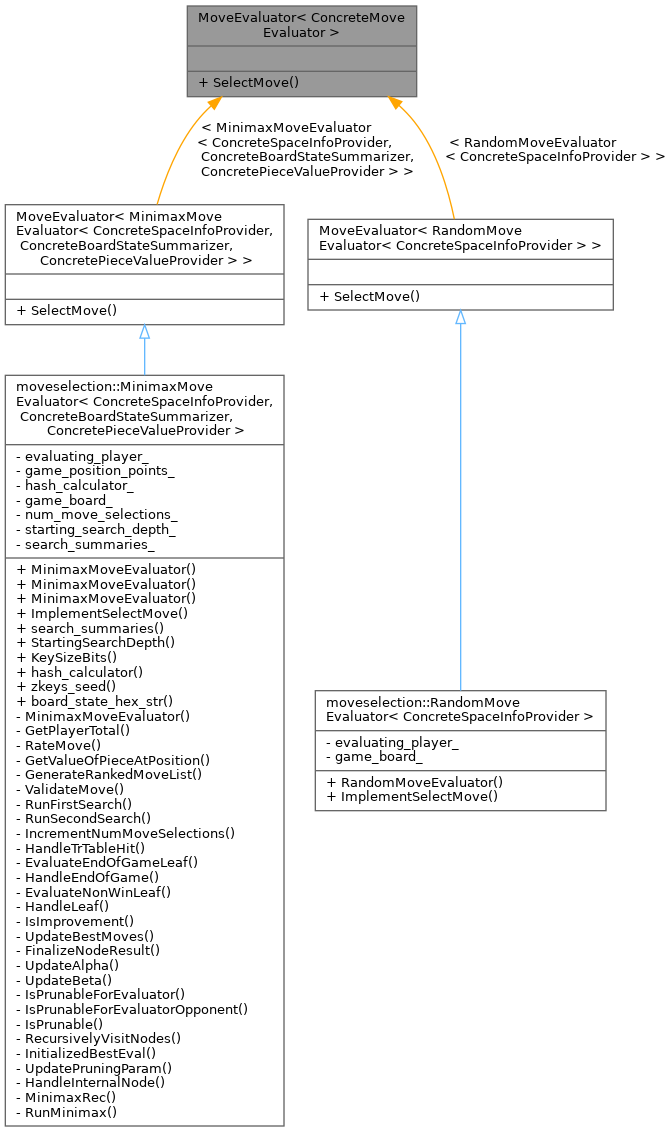 MoveEvaluator< ConcreteMove
Evaluator >
+ SelectMove()
< MinimaxMoveEvaluator
< ConcreteSpaceInfoProvider,
ConcreteBoardStateSummarizer,
ConcretePieceValueProvider > >
< RandomMoveEvaluator
< ConcreteSpaceInfoProvider > >
MoveEvaluator< MinimaxMove
Evaluator< ConcreteSpaceInfoProvider,
ConcreteBoardStateSummarizer,
ConcretePieceValueProvider > >
+ SelectMove()
MoveEvaluator< RandomMove
Evaluator< ConcreteSpaceInfoProvider > >
+ SelectMove()
moveselection::MinimaxMove
Evaluator< ConcreteSpaceInfoProvider,
ConcreteBoardStateSummarizer,
ConcretePieceValueProvider >
- evaluating_player_
- game_position_points_
- hash_calculator_
- game_board_
- num_move_selections_
- starting_search_depth_
- search_summaries_
+ MinimaxMoveEvaluator()
+ MinimaxMoveEvaluator()
+ MinimaxMoveEvaluator()
+ ImplementSelectMove()
+ search_summaries()
+ StartingSearchDepth()
+ KeySizeBits()
+ hash_calculator()
+ zkeys_seed()
+ board_state_hex_str()
- MinimaxMoveEvaluator()
- GetPlayerTotal()
- RateMove()
- GetValueOfPieceAtPosition()
- GenerateRankedMoveList()
- ValidateMove()
- RunFirstSearch()
- RunSecondSearch()
- IncrementNumMoveSelections()
- HandleTrTableHit()
- EvaluateEndOfGameLeaf()
- HandleEndOfGame()
- EvaluateNonWinLeaf()
- HandleLeaf()
- IsImprovement()
- UpdateBestMoves()
- FinalizeNodeResult()
- UpdateAlpha()
- UpdateBeta()
- IsPrunableForEvaluator()
- IsPrunableForEvaluatorOpponent()
- IsPrunable()
- RecursivelyVisitNodes()
- InitializedBestEval()
- UpdatePruningParam()
- HandleInternalNode()
- MinimaxRec()
- RunMinimax()
moveselection::RandomMove
Evaluator< ConcreteSpaceInfoProvider >
- evaluating_player_
- game_board_
+ RandomMoveEvaluator()
+ ImplementSelectMove()